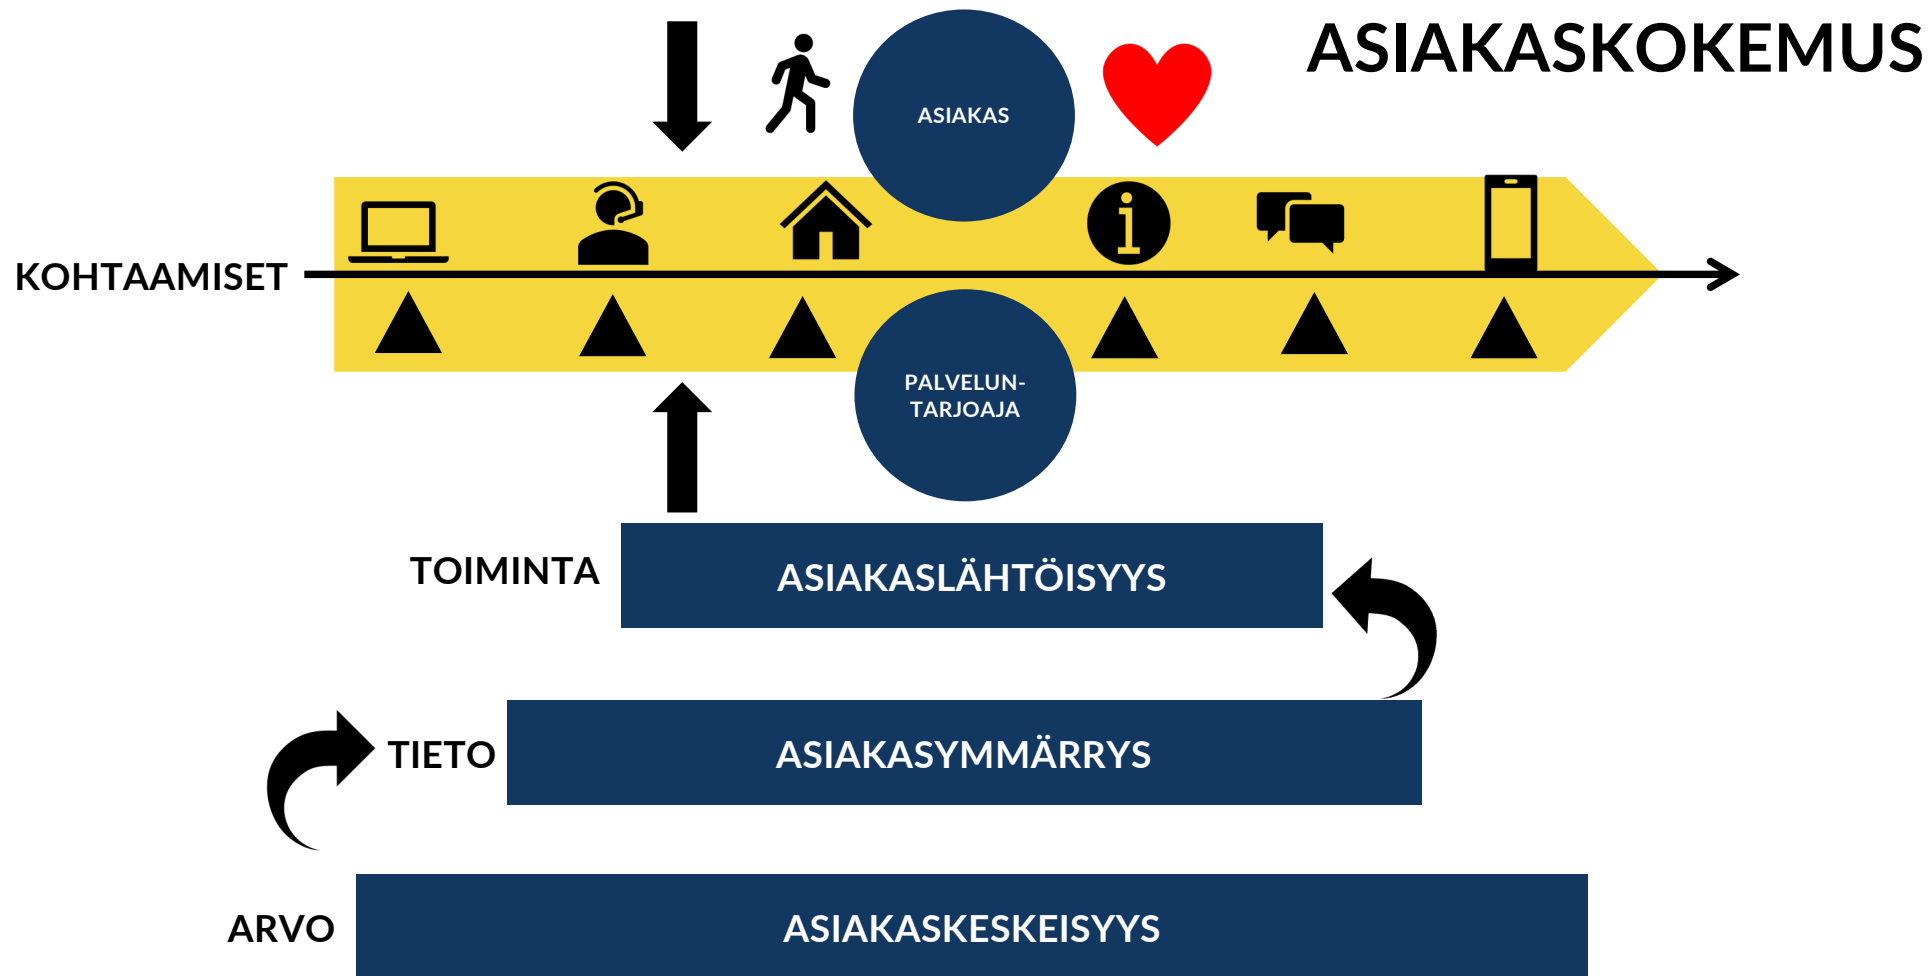 ASIAKASKOKEMUS
ASIAKAS
KOHTAAMISET
PALVELUN-
TARJOAJA
TOIMINTA
ASIAKASLÄHTÖISYYS
TIETO
ASIAKASYMMÄRRYS
ARVO
ASIAKASKESKEISYYS